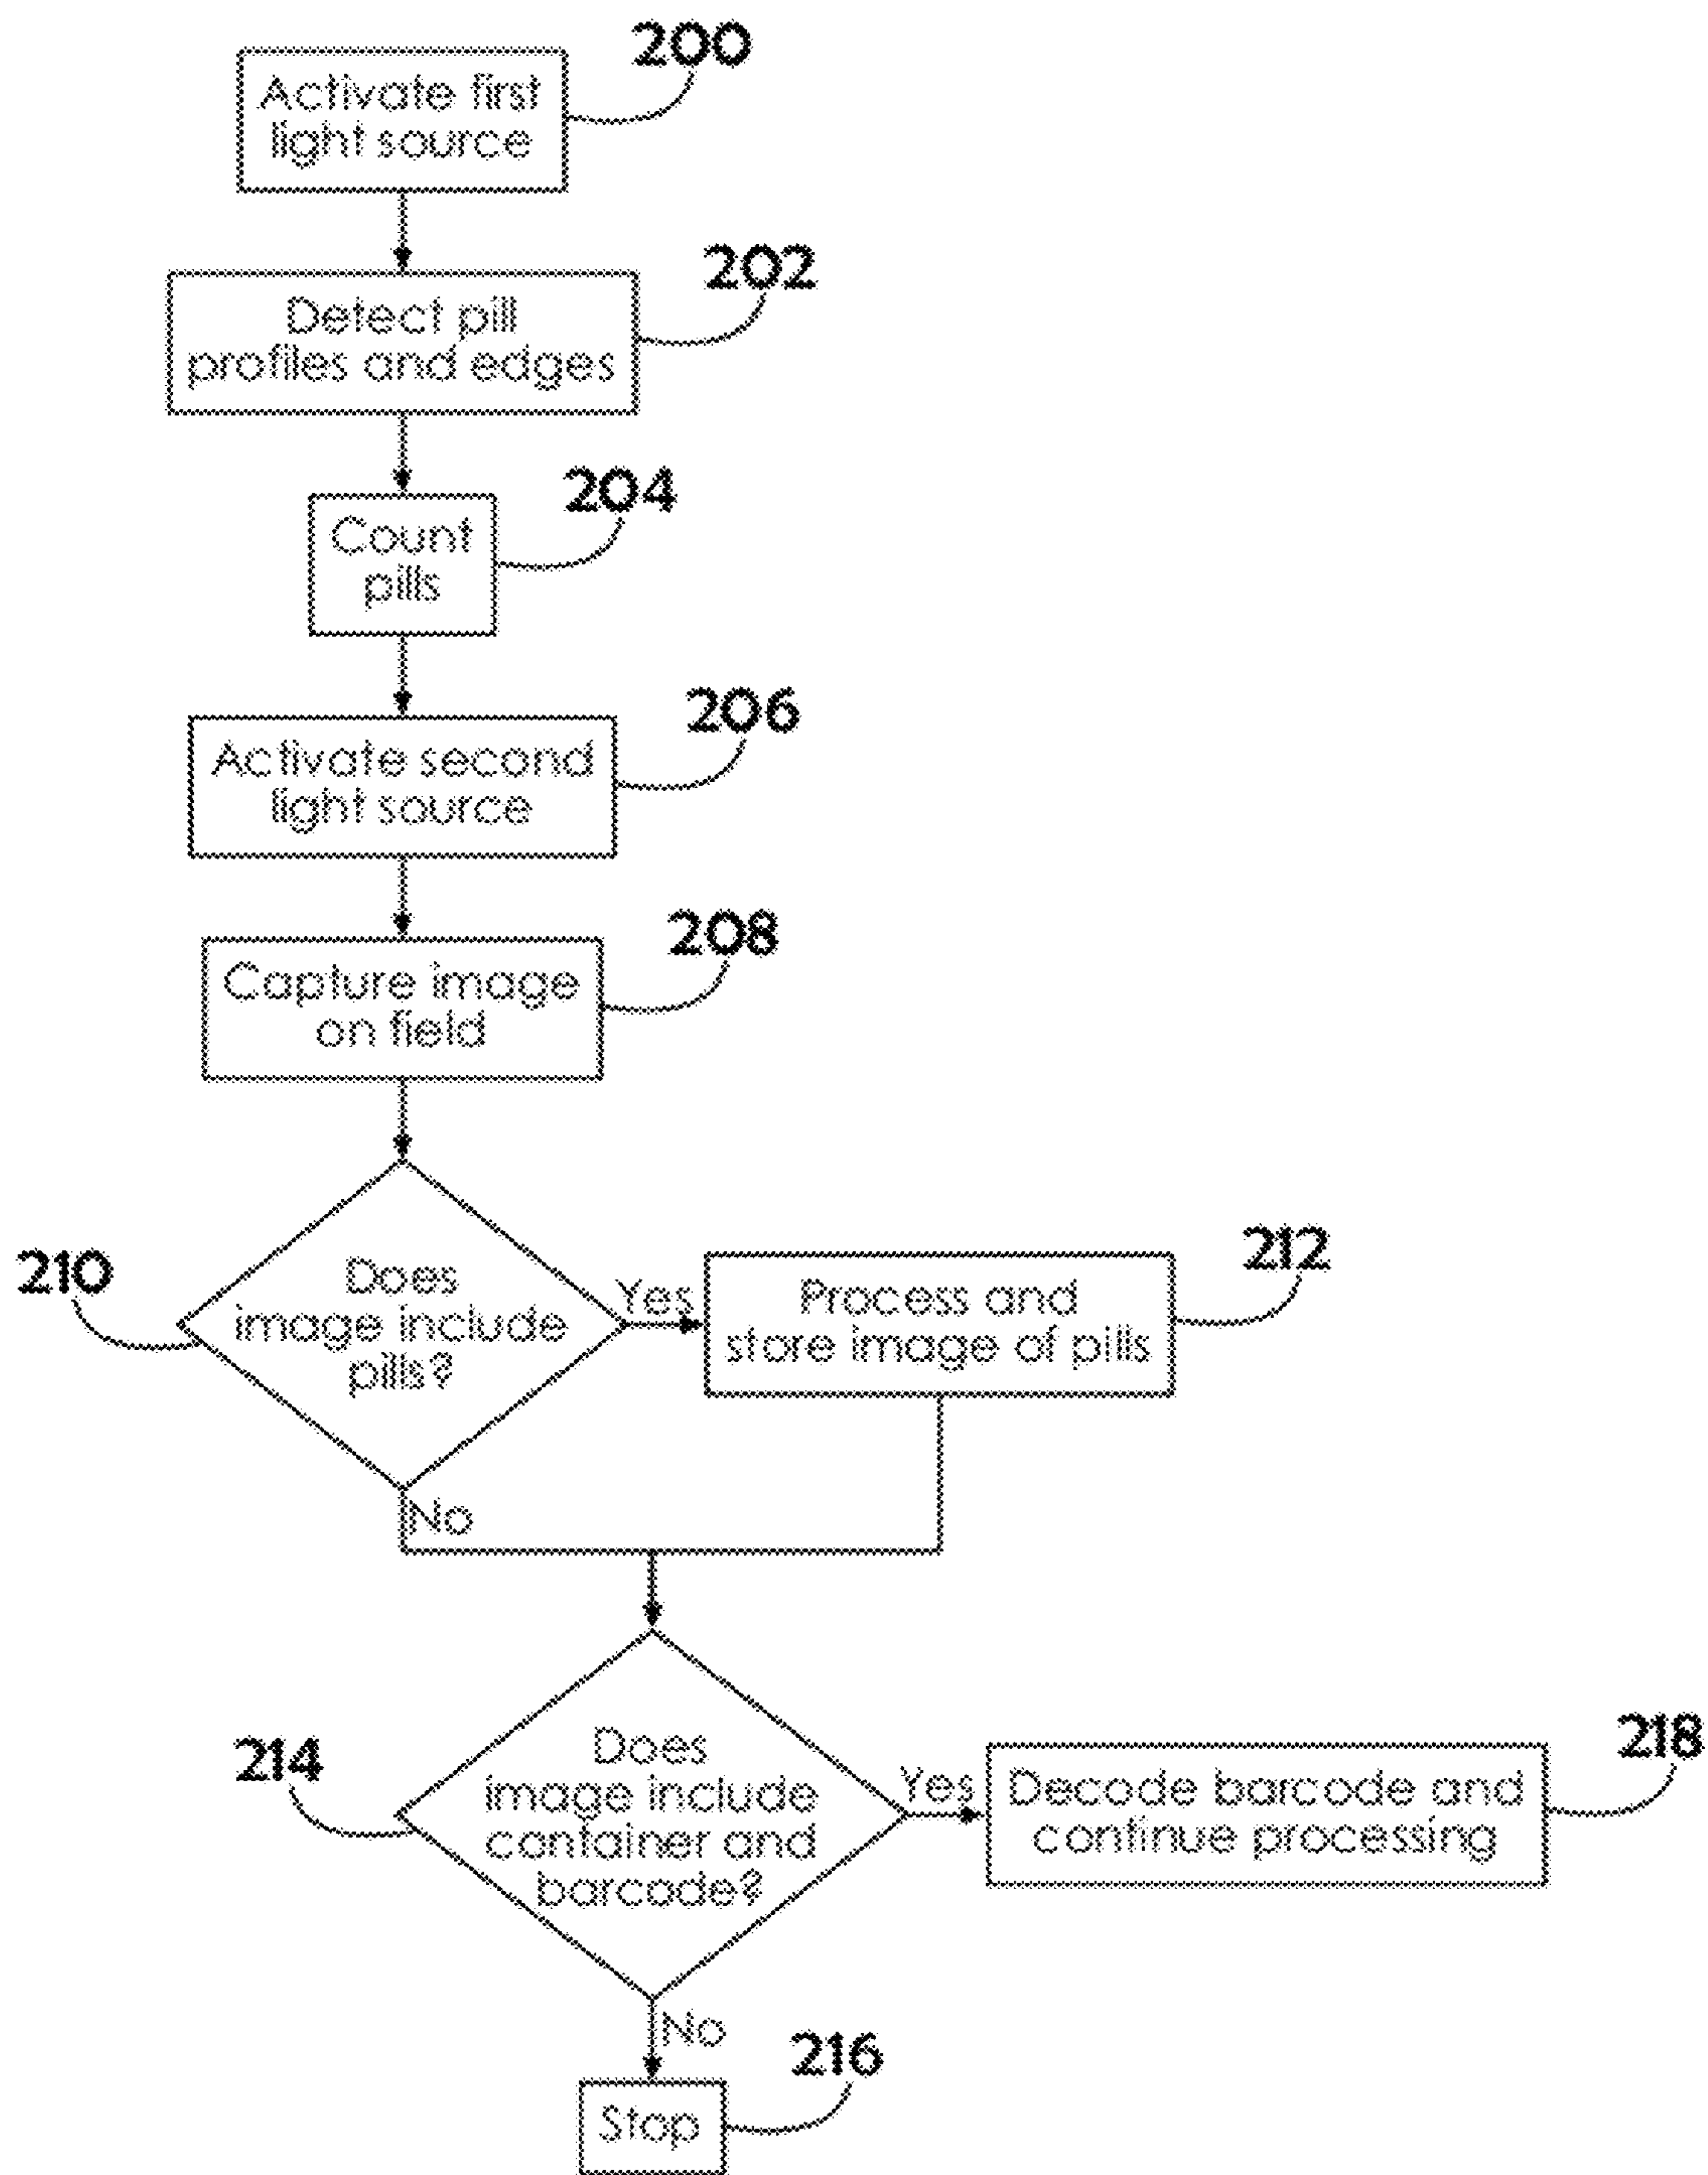 200
Activate first
light source
202
Detect pill
profiles and edges
204
Count
pills
206
Activate second
light source
208
Capture image
on field
210
Does
image include
pills?
Yes
212
Process and
store image of pills
No
214
Does
image include
container and
barcode?
Yes
218
Decode barcode and
continue processing
No
216
Stop